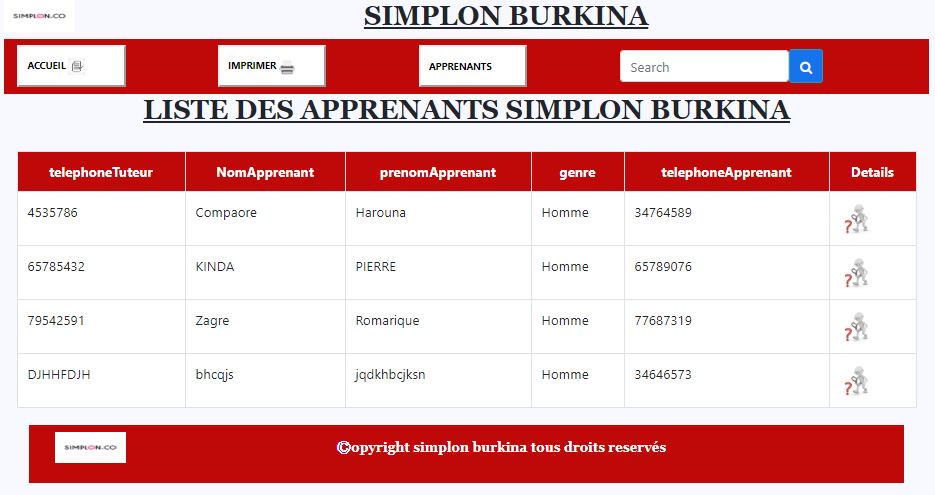 SIMPLON.CO
SIMPLON BURKINA
ACCUEIL IMPRIMER APPRENANTS Search
LISTE DES APPRENANTS SIMPLON BURKINA
telephoneTuteur NomApprenant prenomApprenant genre telephoneApprenant Details
4535786 Compaore Harouna Homme 34764589 ?
65785432 KINDA PIERRE Homme 65789076 ?
79542591 Zagre Romarique Homme 77687319 ?
DJHHFDJH bhcqjs jqdkhbcjksn Homme 34646573 ?
SIMPLON.CO ©opyright simplon burkina tous droits reservés